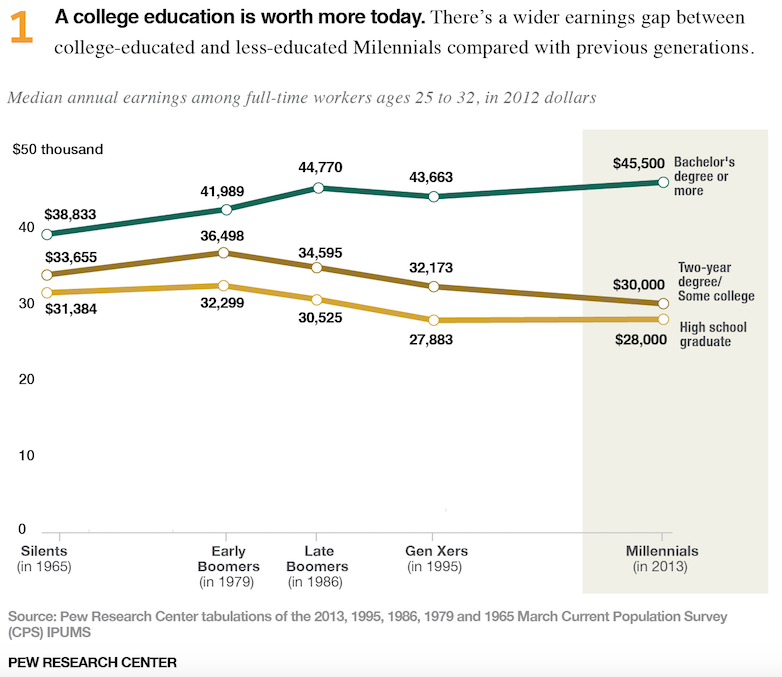 1
A college education is worth more today. There's a wider earnings gap between
college-educated and less-educated Milennials compared with previous generations.
Median annual earnings among full-time workers ages 25 to 32, in 2012 dollars
$50 thousand
40
30
20
10
0
$38,833
41,989
44,770
43,663
$45,500
Bachelor's
degree or
more
$33,655
36,498
34,595
32,173
$30,000
Two-year
degree/
Some college
$31,384
32,299
30,525
27,883
$28,000
High school
graduate
Silents
(in 1965)
Early
Boomers
(in 1979)
Late
Boomers
(in 1986)
Gen Xers
(in 1995)
Millennials
(in 2013)
Source: Pew Research Center tabulations of the 2013, 1995, 1986, 1979 and 1965 March Current Population Survey
(CPS) IPUMS
PEW RESEARCH CENTER